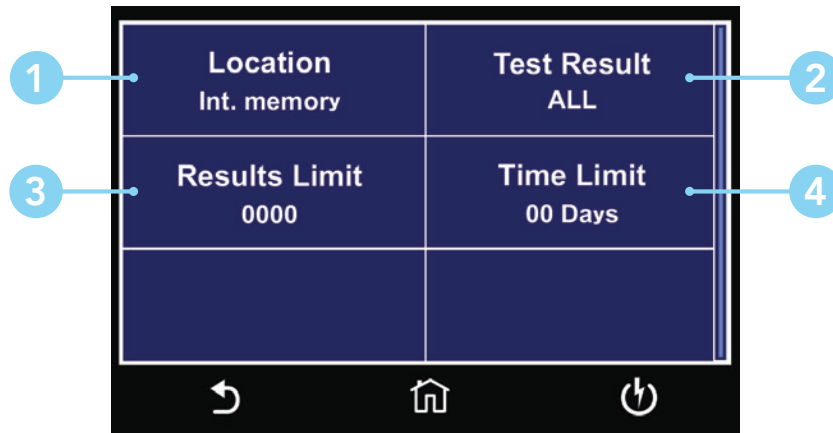 1
Location
Int. memory
Test Result
ALL
2
3
Results Limit
0000
Time Limit
00 Days
4